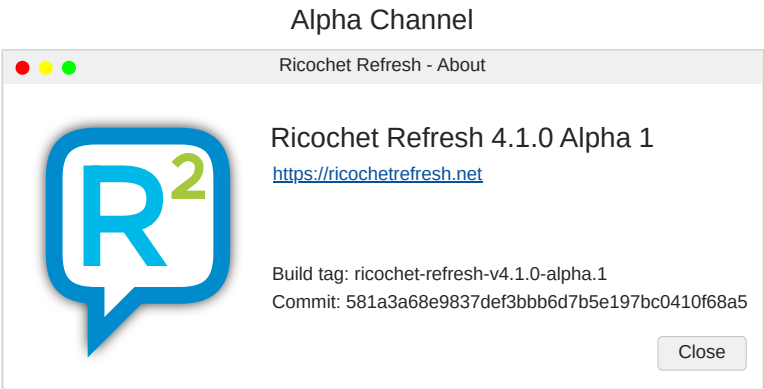 Alpha Channel
Ricochet Refresh - About
R2
Ricochet Refresh 4.1.0 Alpha 1
https://ricochetrefresh.net
Build tag: ricochet-refresh-v4.1.0-alpha.1
Commit: 581a3a68e9837def3bbb6d7b5e197bc0410f68a5
Close